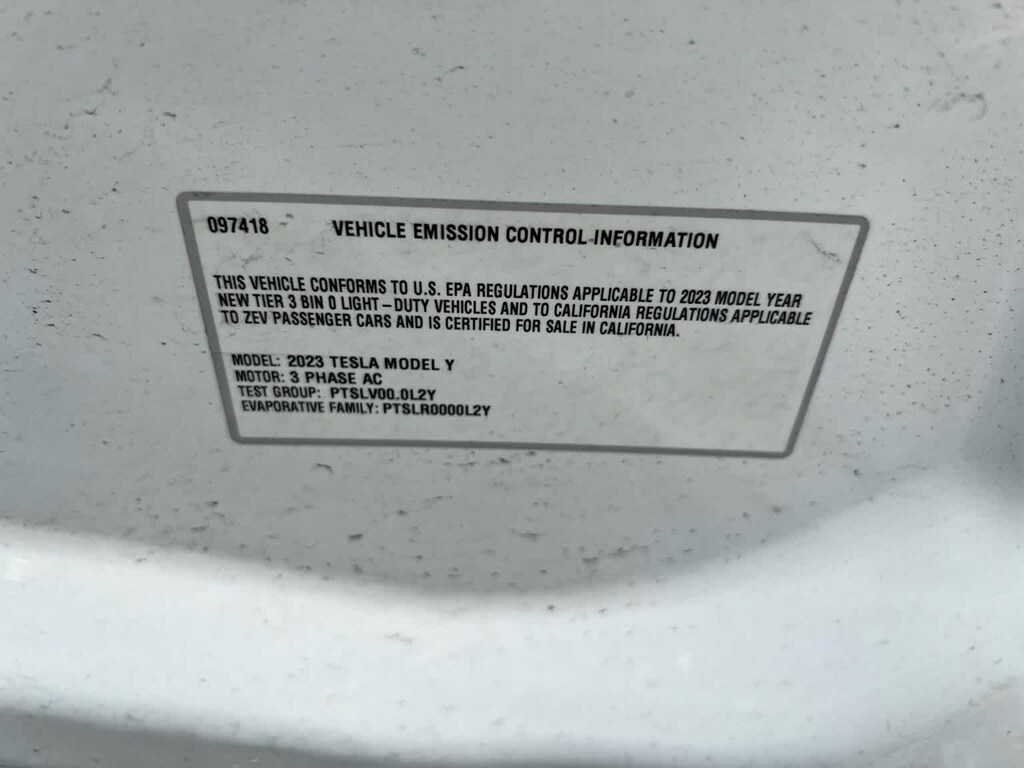 097418 VEHICLE EMISSION CONTROL INFORMATION
THIS VEHICLE CONFORMS TO U.S. EPA REGULATIONS APPLICABLE TO 2023 MODEL YEAR
NEW TIER 3 BIN 0 LIGHT-DUTY VEHICLES AND TO CALIFORNIA REGULATIONS APPLICABLE
TO ZEV PASSENGER CARS AND IS CERTIFIED FOR SALE IN CALIFORNIA.
MODEL: 2023 TESLA MODEL Y
MOTOR: 3 PHASE AC
TEST GROUP: PTSLV00.0L2Y
EVAPORATIVE FAMILY: PTSLR0000L2Y